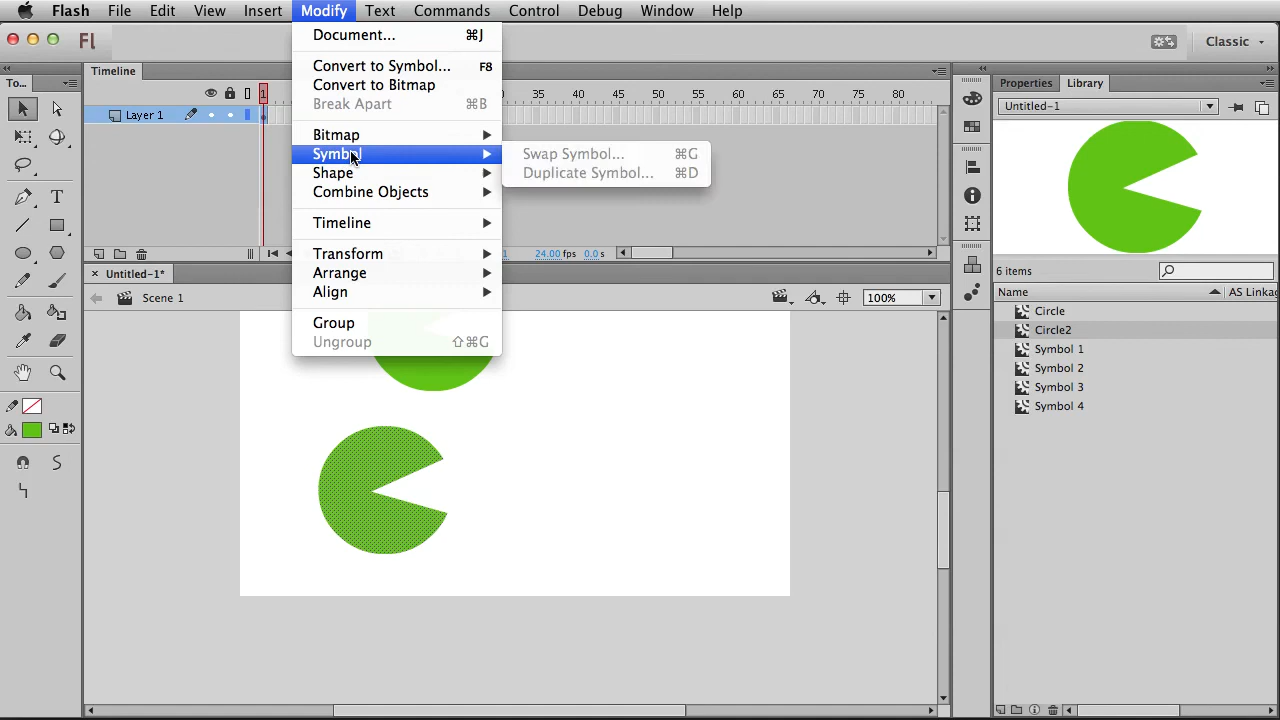 Flash File Edit View Insert Modify Text Commands Control Debug Window Help
Fl Classic
To... Timeline Properties Library
Untitled-1
1 35 40 45 50 55 60 65 70 75 80
Layer 1
Document... ⌘J
Convert to Symbol... F8
Convert to Bitmap
Break Apart ⌘B
Bitmap
Symbol
Shape
Combine Objects
Timeline
Transform
Arrange
Align
Group
Ungroup ⇧⌘G
Swap Symbol... ⌘G
Duplicate Symbol... ⌘D
24.00 fps 0.0 s
Untitled-1*
Scene 1 100%
6 items
Name AS Linkag
Circle
Circle2
Symbol 1
Symbol 2
Symbol 3
Symbol 4